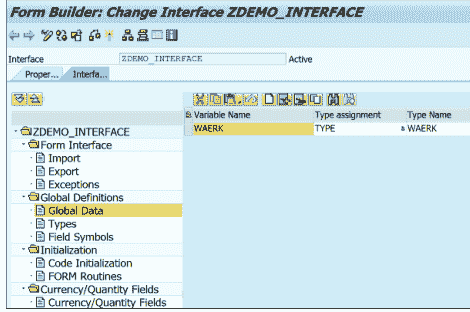 Form Builder: Change Interface ZDEMO_INTERFACE
Interface ZDEMO_INTERFACE Active
Proper... Interfa...
Variable Name Type assignment Type Name
WAERK TYPE WAERK
ZDEMO_INTERFACE
Form Interface
Import
Export
Exceptions
Global Definitions
Global Data
Types
Field Symbols
Initialization
Code Initialization
FORM Routines
Currency/Quantity Fields
Currency/Quantity Fields